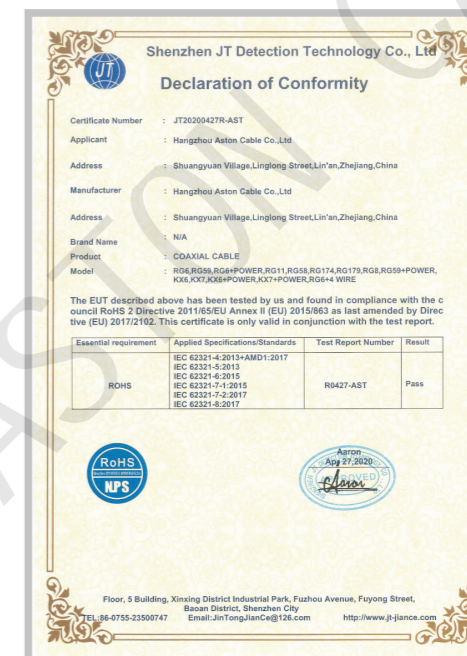 JT
Shenzhen JT Detection Technology Co., Ltd
Declaration of Conformity
Certificate Number : JT20200427R-AST
Applicant : Hangzhou Aston Cable Co.,Ltd
Address : Shuangyuan Village,Linglong Street,Lin'an,Zhejiang,China
Manufacturer : Hangzhou Aston Cable Co.,Ltd
Address : Shuangyuan Village,Linglong Street,Lin'an,Zhejiang,China
Brand Name : N/A
Product : COAXIAL CABLE
Model : RG6,RG59,RG6+POWER,RG11,RG58,RG174,RG179,RG8,RG59+POWER,
KX6,KX7,KX6+POWER,KX7+POWER,RG6+4 WIRE
The EUT described above has been tested by us and found in compliance with the c
ouncil RoHS 2 Directive 2011/65/EU Annex II (EU) 2015/863 as last amended by Direc
tive (EU) 2017/2102. This certificate is only valid in conjunction with the test report.
Essential requirement Applied Specifications/Standards Test Report Number Result
IEC 62321-4:2013+AMD1:2017
IEC 62321-5:2013
IEC 62321-6:2015
ROHS IEC 62321-7-1:2015 R0427-AST Pass
IEC 62321-7-2:2017
IEC 62321-8:2017
RoHS
NPS
Aaron
Apr 27,2020
APPROVED
Aaron
Floor, 5 Building, Xinxing District Industrial Park, Fuzhou Avenue, Fuyong Street,
Baoan District, Shenzhen City
TEL:86-0755-23500747 Email:JinTongJianCe@126.com http://www.jt-jiance.com
ASTON